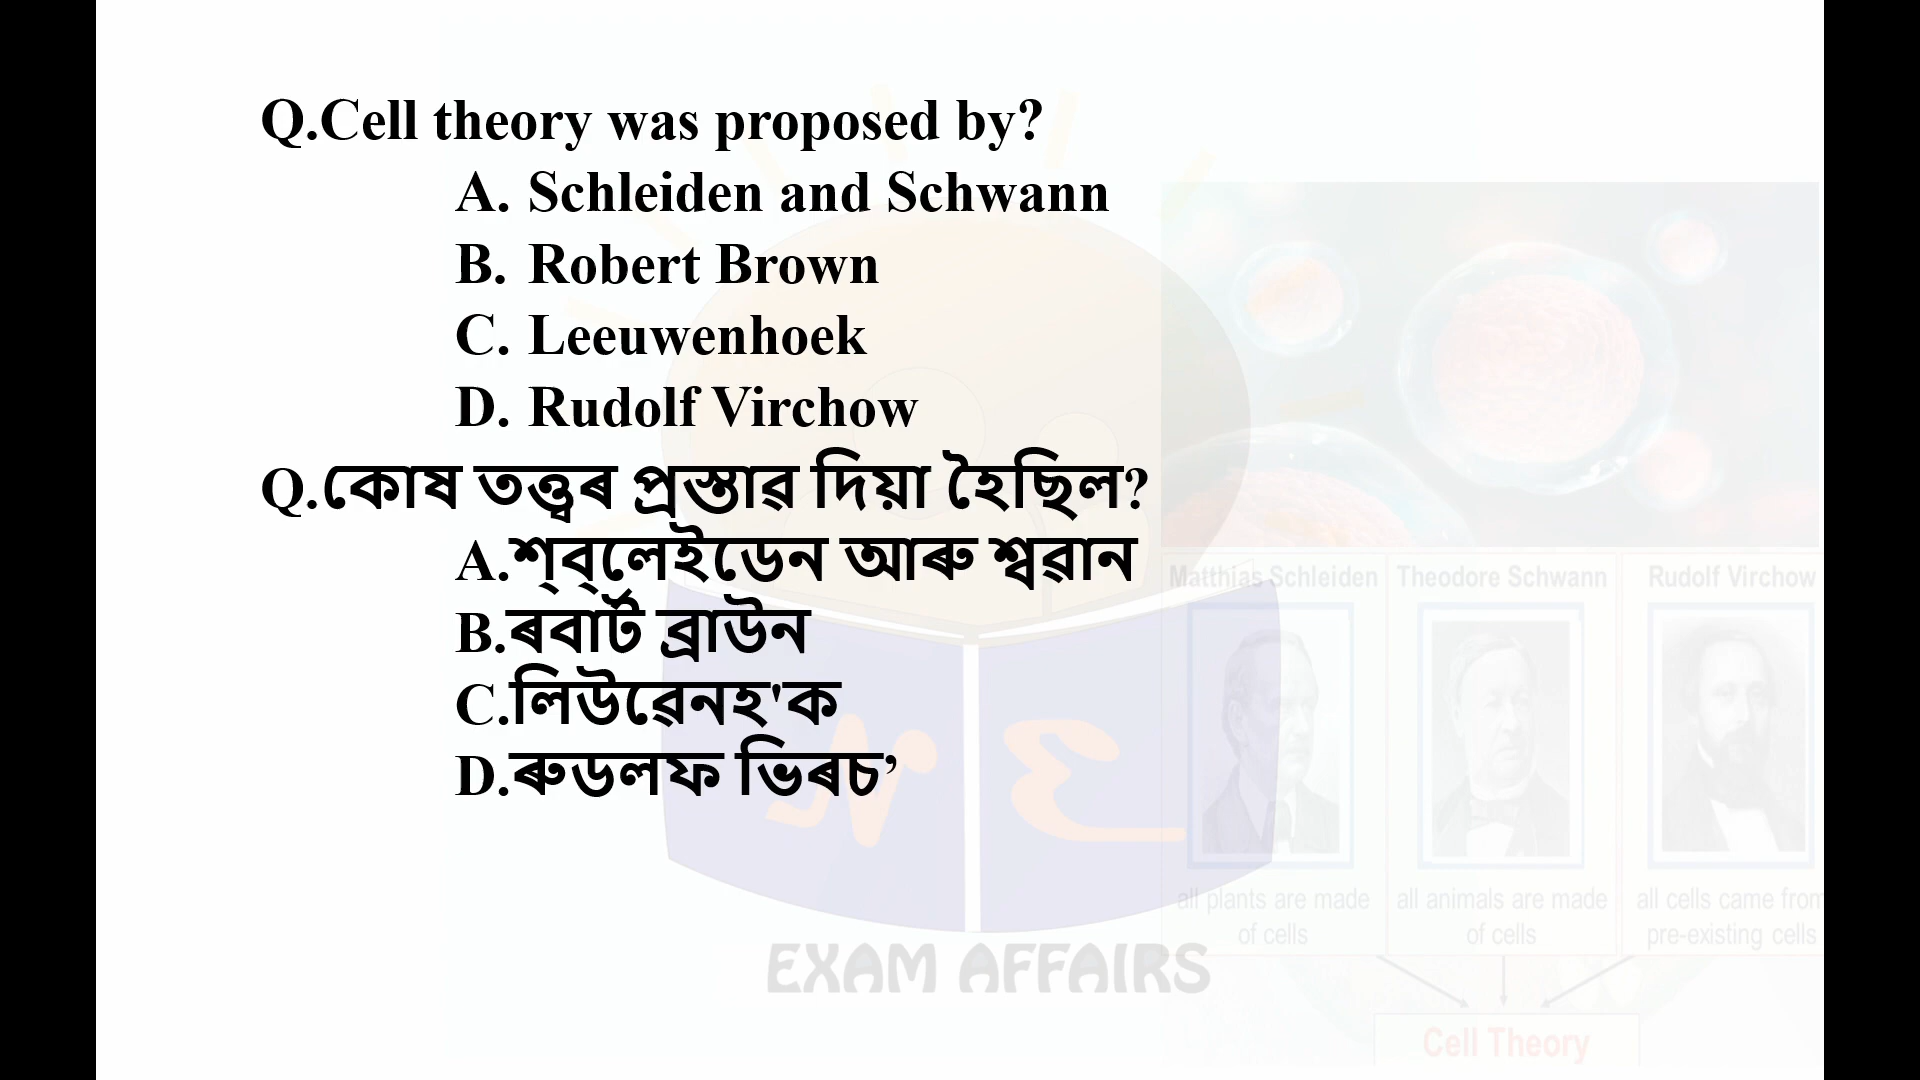 Q.Cell theory was proposed by?
A. Schleiden and Schwann
B. Robert Brown
C. Leeuwenhoek
D. Rudolf Virchow
Q.কোষ তত্ত্বৰ প্ৰস্তাৱ দিয়া হৈছিল?
A.শ্ব্লেইডেন আৰু শ্বৱান
B.ৰবাৰ্ট ব্ৰাউন
C.লিউৱেনহ'ক
D.ৰুডলফ ভিৰচ’
Matthias Schleiden Theodore Schwann Rudolf Virchow
all plants are made of cells
all animals are made of cells
all cells came from pre-existing cells
Cell Theory
EXAM AFFAIRS